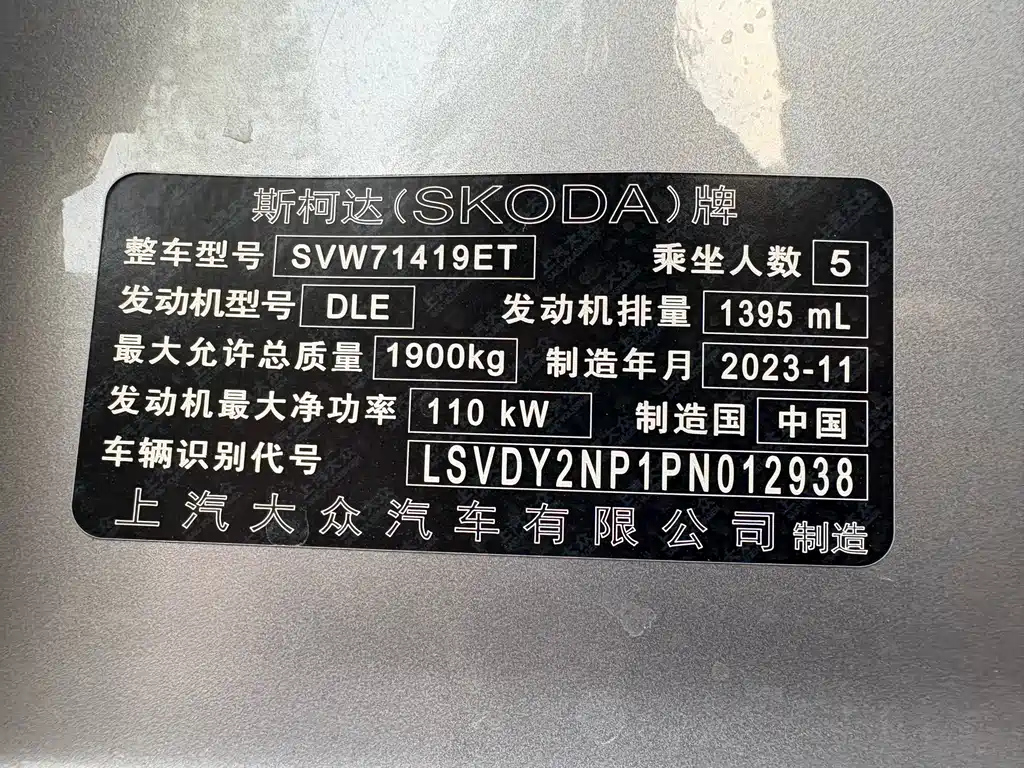 斯柯达(SKODA)牌
整车型号 SVW71419ET 乘坐人数 5
发动机型号 DLE 发动机排量 1395 mL
最大允许总质量 1900kg 制造年月 2023-11
发动机最大净功率 110 kW 制造国 中国
车辆识别代号 LSVDY2NP1PN012938
上汽大众汽车有限公司 制造